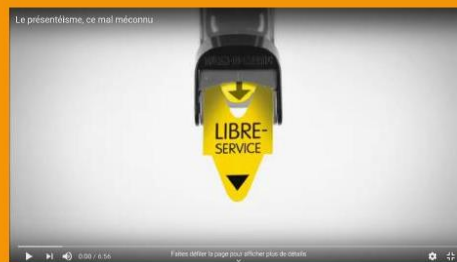 Le présentéisme, ce mal méconnu
LIBRE-
SERVICE
0:00 / 6:56
Faites défiler la page pour afficher plus de détails